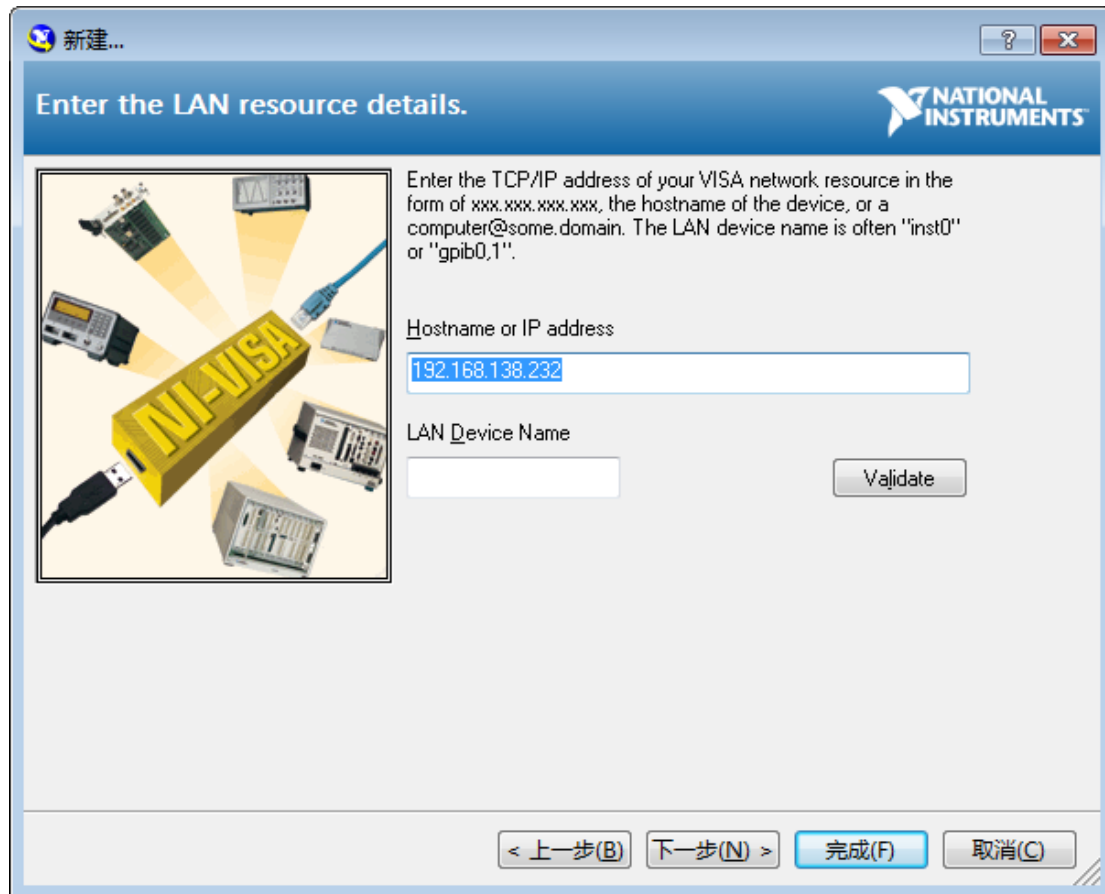 新建...
Enter the LAN resource details.
NATIONAL
INSTRUMENTS
Enter the TCP/IP address of your VISA network resource in the
form of xxx.xxx.xxx.xxx, the hostname of the device, or a
computer@some.domain. The LAN device name is often "inst0"
or "gpib0,1".
Hostname or IP address
192.168.138.232
LAN Device Name
Validate
NI-VISA
< 上一步(B)
下一步(N) >
完成(F)
取消(C)